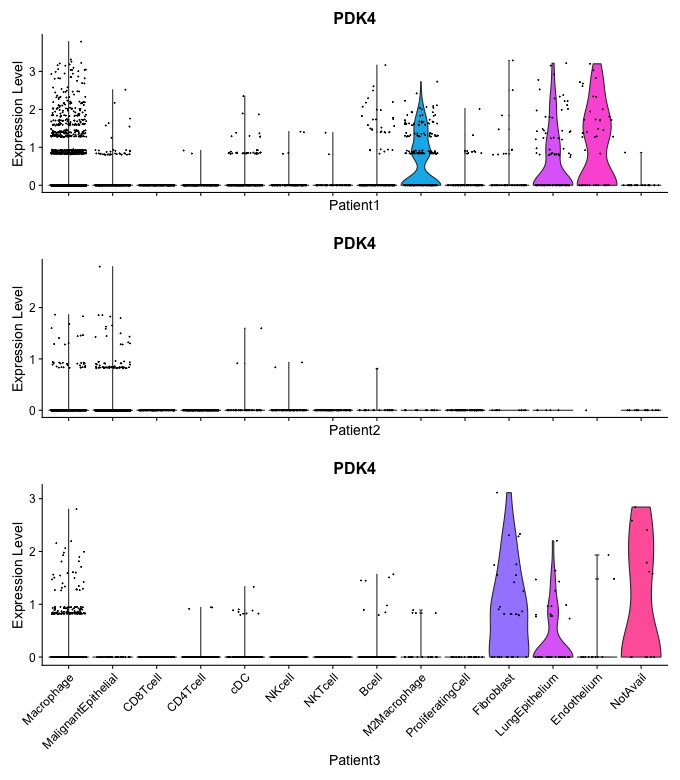 PDK4
Expression Level
3
2
1
0
Patient1
PDK4
Expression Level
2
1
0
Patient2
PDK4
Expression Level
3
2
1
0
Macrophage
MalignantEpithelial
CD8Tcell
CD4Tcell
cDC
NKcell
NKTcell
Bcell
M2Macrophage
ProliferatingCell
Fibroblast
LungEpithelium
Endothelium
NotAvail
Patient3